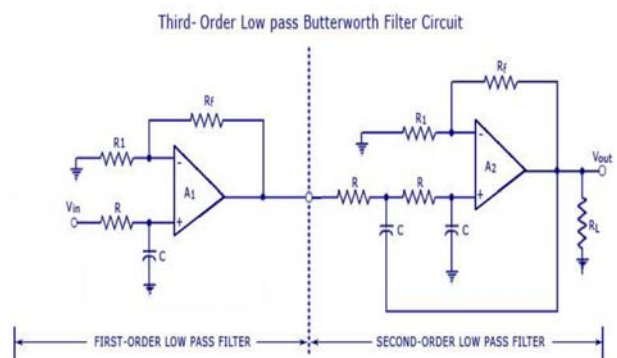 Third- Order Low pass Butterworth Filter Circuit
Rf
R1
A1
Vin
R
C
Rf
R1
A2
Vout
R
R
C
C
RL
FIRST-ORDER LOW PASS FILTER
SECOND-ORDER LOW PASS FILTER